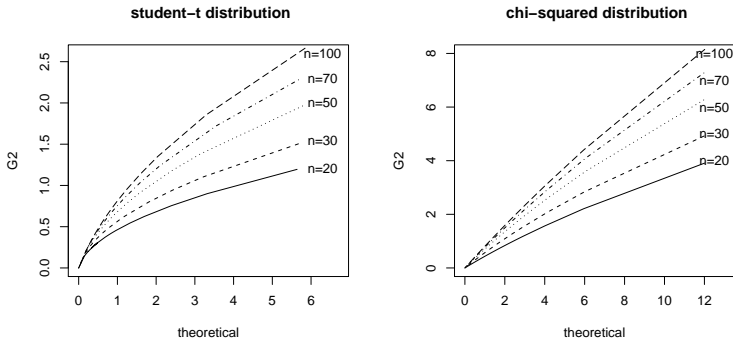 student-t distribution
G2
2.5
2.0
1.5
1.0
0.5
0.0
n=100
n=70
n=50
n=30
n=20
0 1 2 3 4 5 6
theoretical
chi-squared distribution
G2
8
6
4
2
0
n=100
n=70
n=50
n=30
n=20
0 2 4 6 8 10 12
theoretical